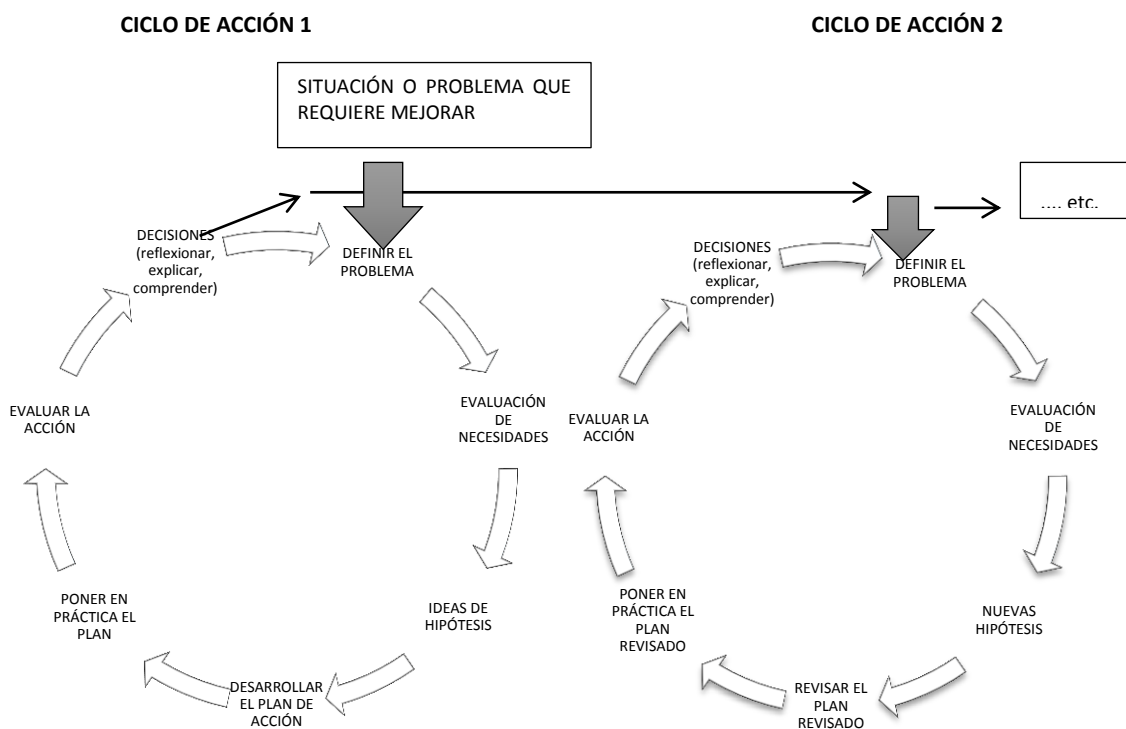 CICLO DE ACCIÓN 1
CICLO DE ACCIÓN 2
SITUACIÓN O PROBLEMA QUE
REQUIERE MEJORAR
.... etc.
DECISIONES
(reflexionar,
explicar,
comprender)
DEFINIR EL
PROBLEMA
EVALUACIÓN
DE
NECESIDADES
IDEAS DE
HIPÓTESIS
DESARROLLAR
EL PLAN DE
ACCIÓN
PONER EN
PRÁCTICA EL
PLAN
EVALUAR LA
ACCIÓN
DECISIONES
(reflexionar,
explicar,
comprender)
DEFINIR EL
PROBLEMA
EVALUACIÓN
DE
NECESIDADES
NUEVAS
HIPÓTESIS
REVISAR EL
PLAN
REVISADO
PONER EN
PRÁCTICA EL
PLAN
REVISADO
EVALUAR LA
ACCIÓN